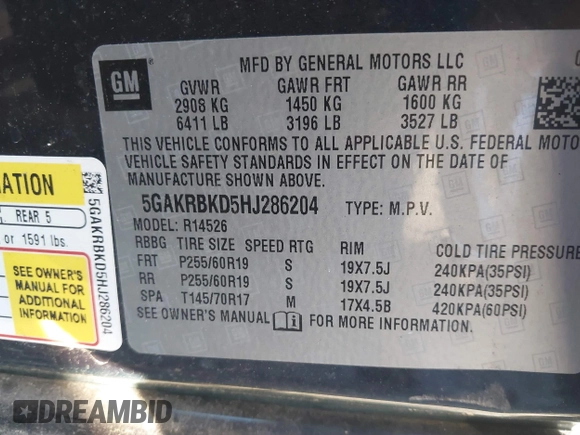 GM
MFD BY GENERAL MOTORS LLC
GVWR GAWR FRT GAWR RR
2908 KG 1450 KG 1600 KG
6411 LB 3196 LB 3527 LB
THIS VEHICLE CONFORMS TO ALL APPLICABLE U.S. FEDERAL MOTO
VEHICLE SAFETY STANDARDS IN EFFECT ON THE DATE OF
MANUFACTURE SHOWN ABOVE.
5GAKRBKD5HJ286204 TYPE: M.P.V.
MODEL: R14526
RBBG TIRE SIZE SPEED RTG RIM COLD TIRE PRESSURE
FRT P255/60R19 S 19X7.5J 240KPA(35PSI)
RR P255/60R19 S 19X7.5J 240KPA(35PSI)
SPA T145/70R17 M 17X4.5B 420KPA(60PSI)
SEE OWNER'S MANUAL FOR MORE INFORMATION
MATION
REAR 5
or 1591 lbs.
SEE OWNER'S
MANUAL FOR
ADDITIONAL
INFORMATION
5GAKRBKD5HJ286204
DREAMBID